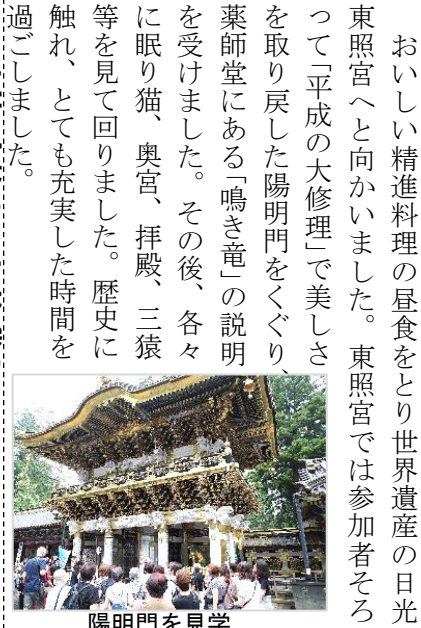 おいしい精進料理の昼食をとり世界遺産の日光
東照宮へと向かいました。東照宮では参加者そろ
って「平成の大修理」で美しさ
を取り戻した陽明門をくぐり、
薬師堂にある「鳴き竜」の説明
を受けました。その後、各々
に眠り猫、奥宮、拝殿、三猿
等を見て回りました。歴史に
触れ、とても充実した時間を
過ごしました。
陽明門を見学